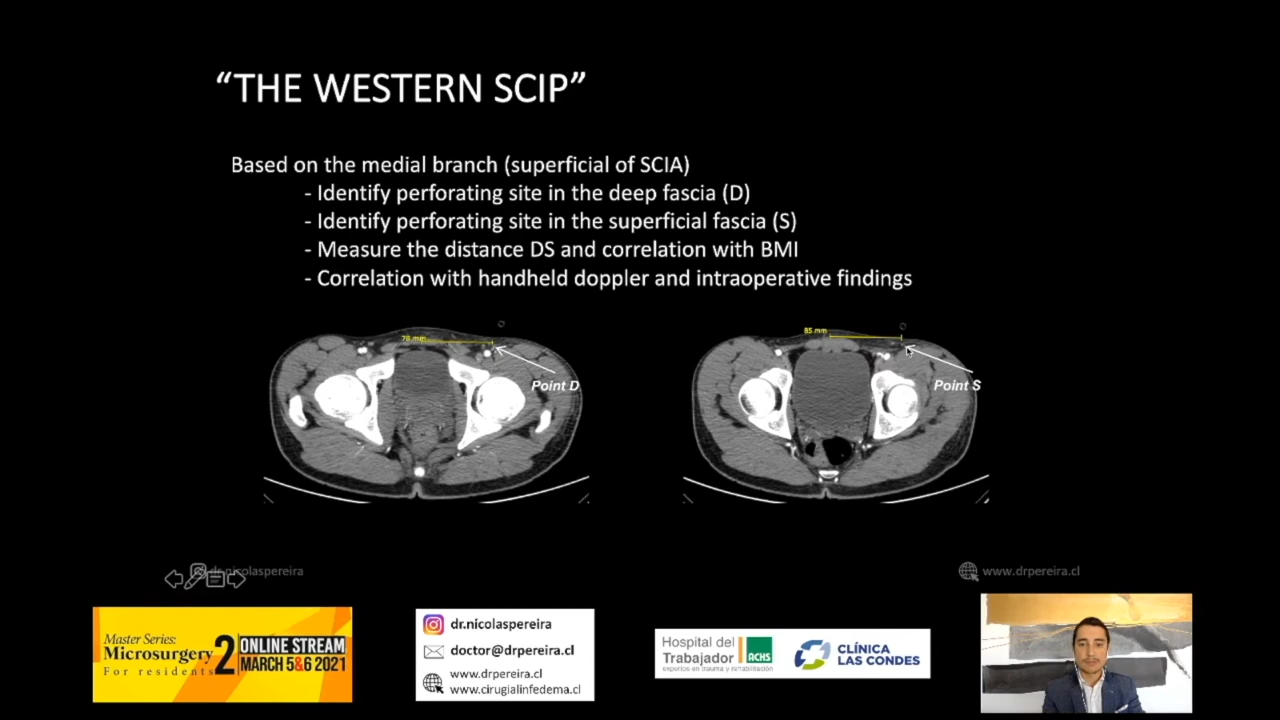 “THE WESTERN SCIP”
Based on the medial branch (superficial of SCIA)
- Identify perforating site in the deep fascia (D)
- Identify perforating site in the superficial fascia (S)
- Measure the distance DS and correlation with BMI
- Correlation with handheld doppler and intraoperative findings
78 mm
Point D
85 mm
Point S
dr.nicolaspereira
www.drpereira.cl
Master Series:
Microsurgery 2
For residents
ONLINE STREAM
MARCH 5&6 2021
dr.nicolaspereira
doctor@drpereira.cl
www.drpereira.cl
www.cirugialinfedema.cl
Hospital del
Trabajador ACHS
expertos en trauma y rehabilitación
CLÍNICA
LAS CONDES